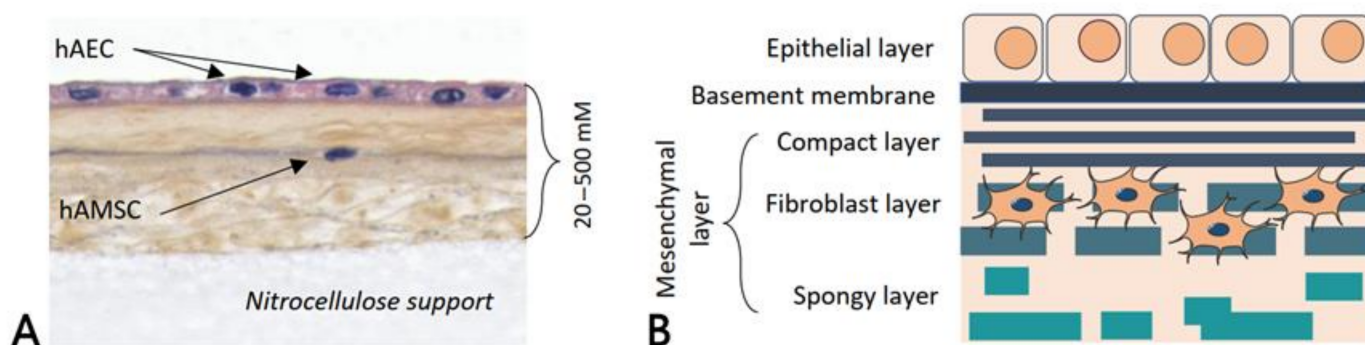 hAEC
hAMSC
20–500 mM
Nitrocellulose support
A
Epithelial layer
Basement membrane
Compact layer
Mesenchymal
layer
Fibroblast layer
Spongy layer
B